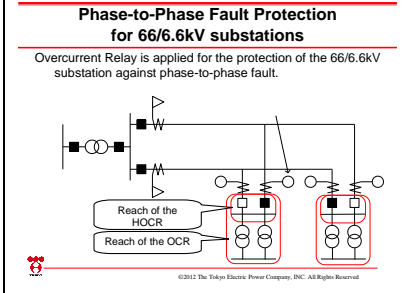 Phase-to-Phase Fault Protection
for 66/6.6kV substations
Overcurrent Relay is applied for the protection of the 66/6.6kV
substation against phase-to-phase fault.
Reach of the
HOCR
Reach of the OCR
©2012 The Tokyo Electric Power Company, INC. All Rights Reserved